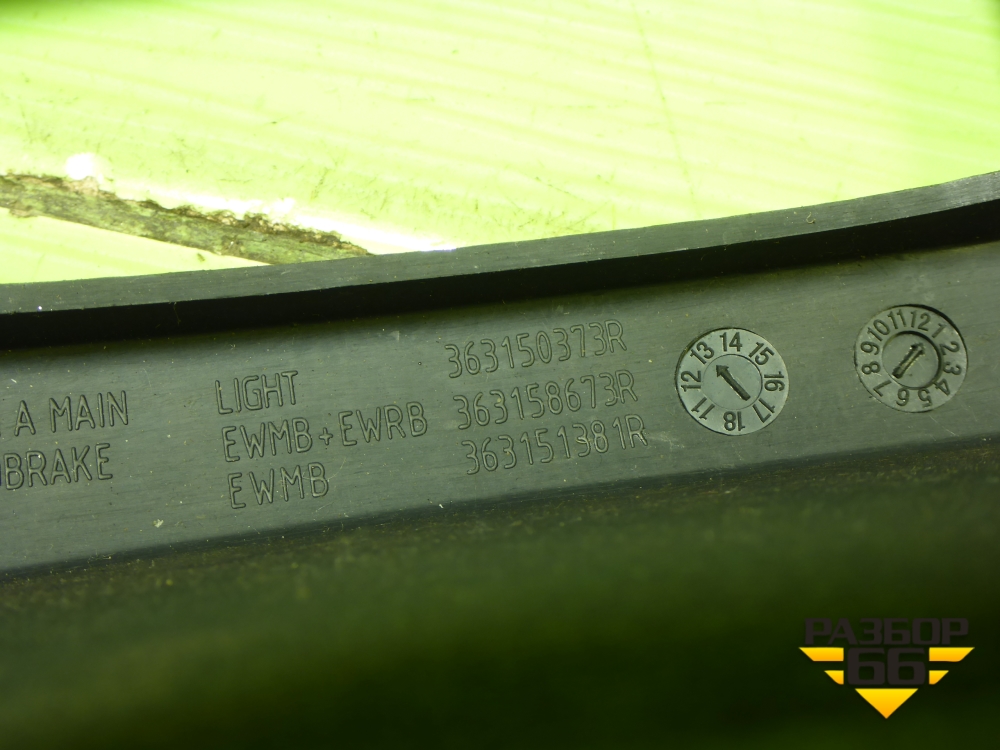 A MAIN LIGHT 363150373R
BRAKE EWMB+EWRB 363158673R
EWMB 363151381R
11 12 13 14 15 16 17 18
1 2 3 4 5 6 7 8 9 10 11 12
РАЗБОР
66